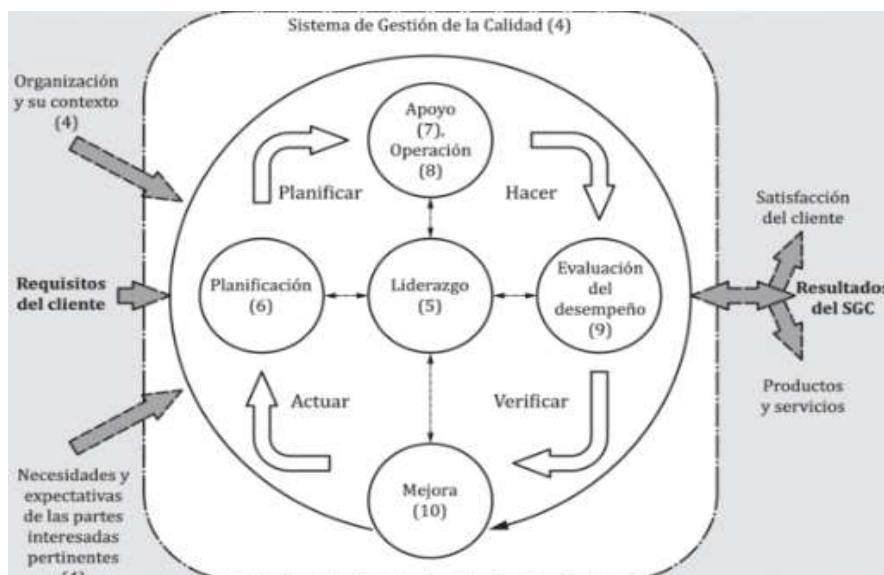 Sistema de Gestión de la Calidad (4)
Organización
y su contexto
(4)
Apoyo
(7),
Operación
(8)
Planificar
Hacer
Satisfacción
del cliente
Requisitos
del cliente
Planificación
(6)
Liderazgo
(5)
Evaluación
del
desempeño
(9)
Resultados
del SGC
Actuar
Verificar
Productos
y servicios
Mejora
(10)
Necesidades y
expectativas
de las partes
interesadas
pertinentes